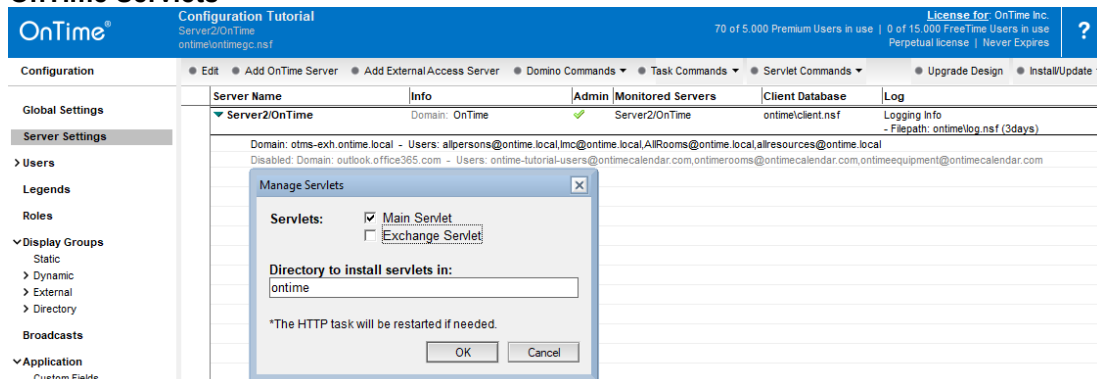 OnTime Servlets
OnTime®
Configuration Tutorial
Server2/OnTime
ontime\ontimegc.nsf
License for: OnTime Inc.
70 of 5.000 Premium Users in use | 0 of 15.000 FreeTime Users in use
Perpetual license | Never Expires
?
Configuration
Edit
Add OnTime Server
Add External Access Server
Domino Commands
Task Commands
Servlet Commands
Upgrade Design
Install/Update
Global Settings
Server Settings
Users
Legends
Roles
Display Groups
Static
Dynamic
External
Directory
Broadcasts
Application
Custom Fields
Server Name Info Admin Monitored Servers Client Database Log
Server2/OnTime Domain: OnTime Server2/OnTime ontime\client.nsf Logging Info
- Filepath: ontime\log.nsf (3days)
Domain: otms-exh.ontime.local - Users: allpersons@ontime.local,lmc@ontime.local,AllRooms@ontime.local,allresources@ontime.local
Disabled: Domain: outlook.office365.com - Users: ontime-tutorial-users@ontimecalendar.com,ontimerooms@ontimecalendar.com,ontimeequipment@ontimecalendar.com
Manage Servlets
Servlets:
Main Servlet
Exchange Servlet
Directory to install servlets in:
ontime
*The HTTP task will be restarted if needed.
OK
Cancel